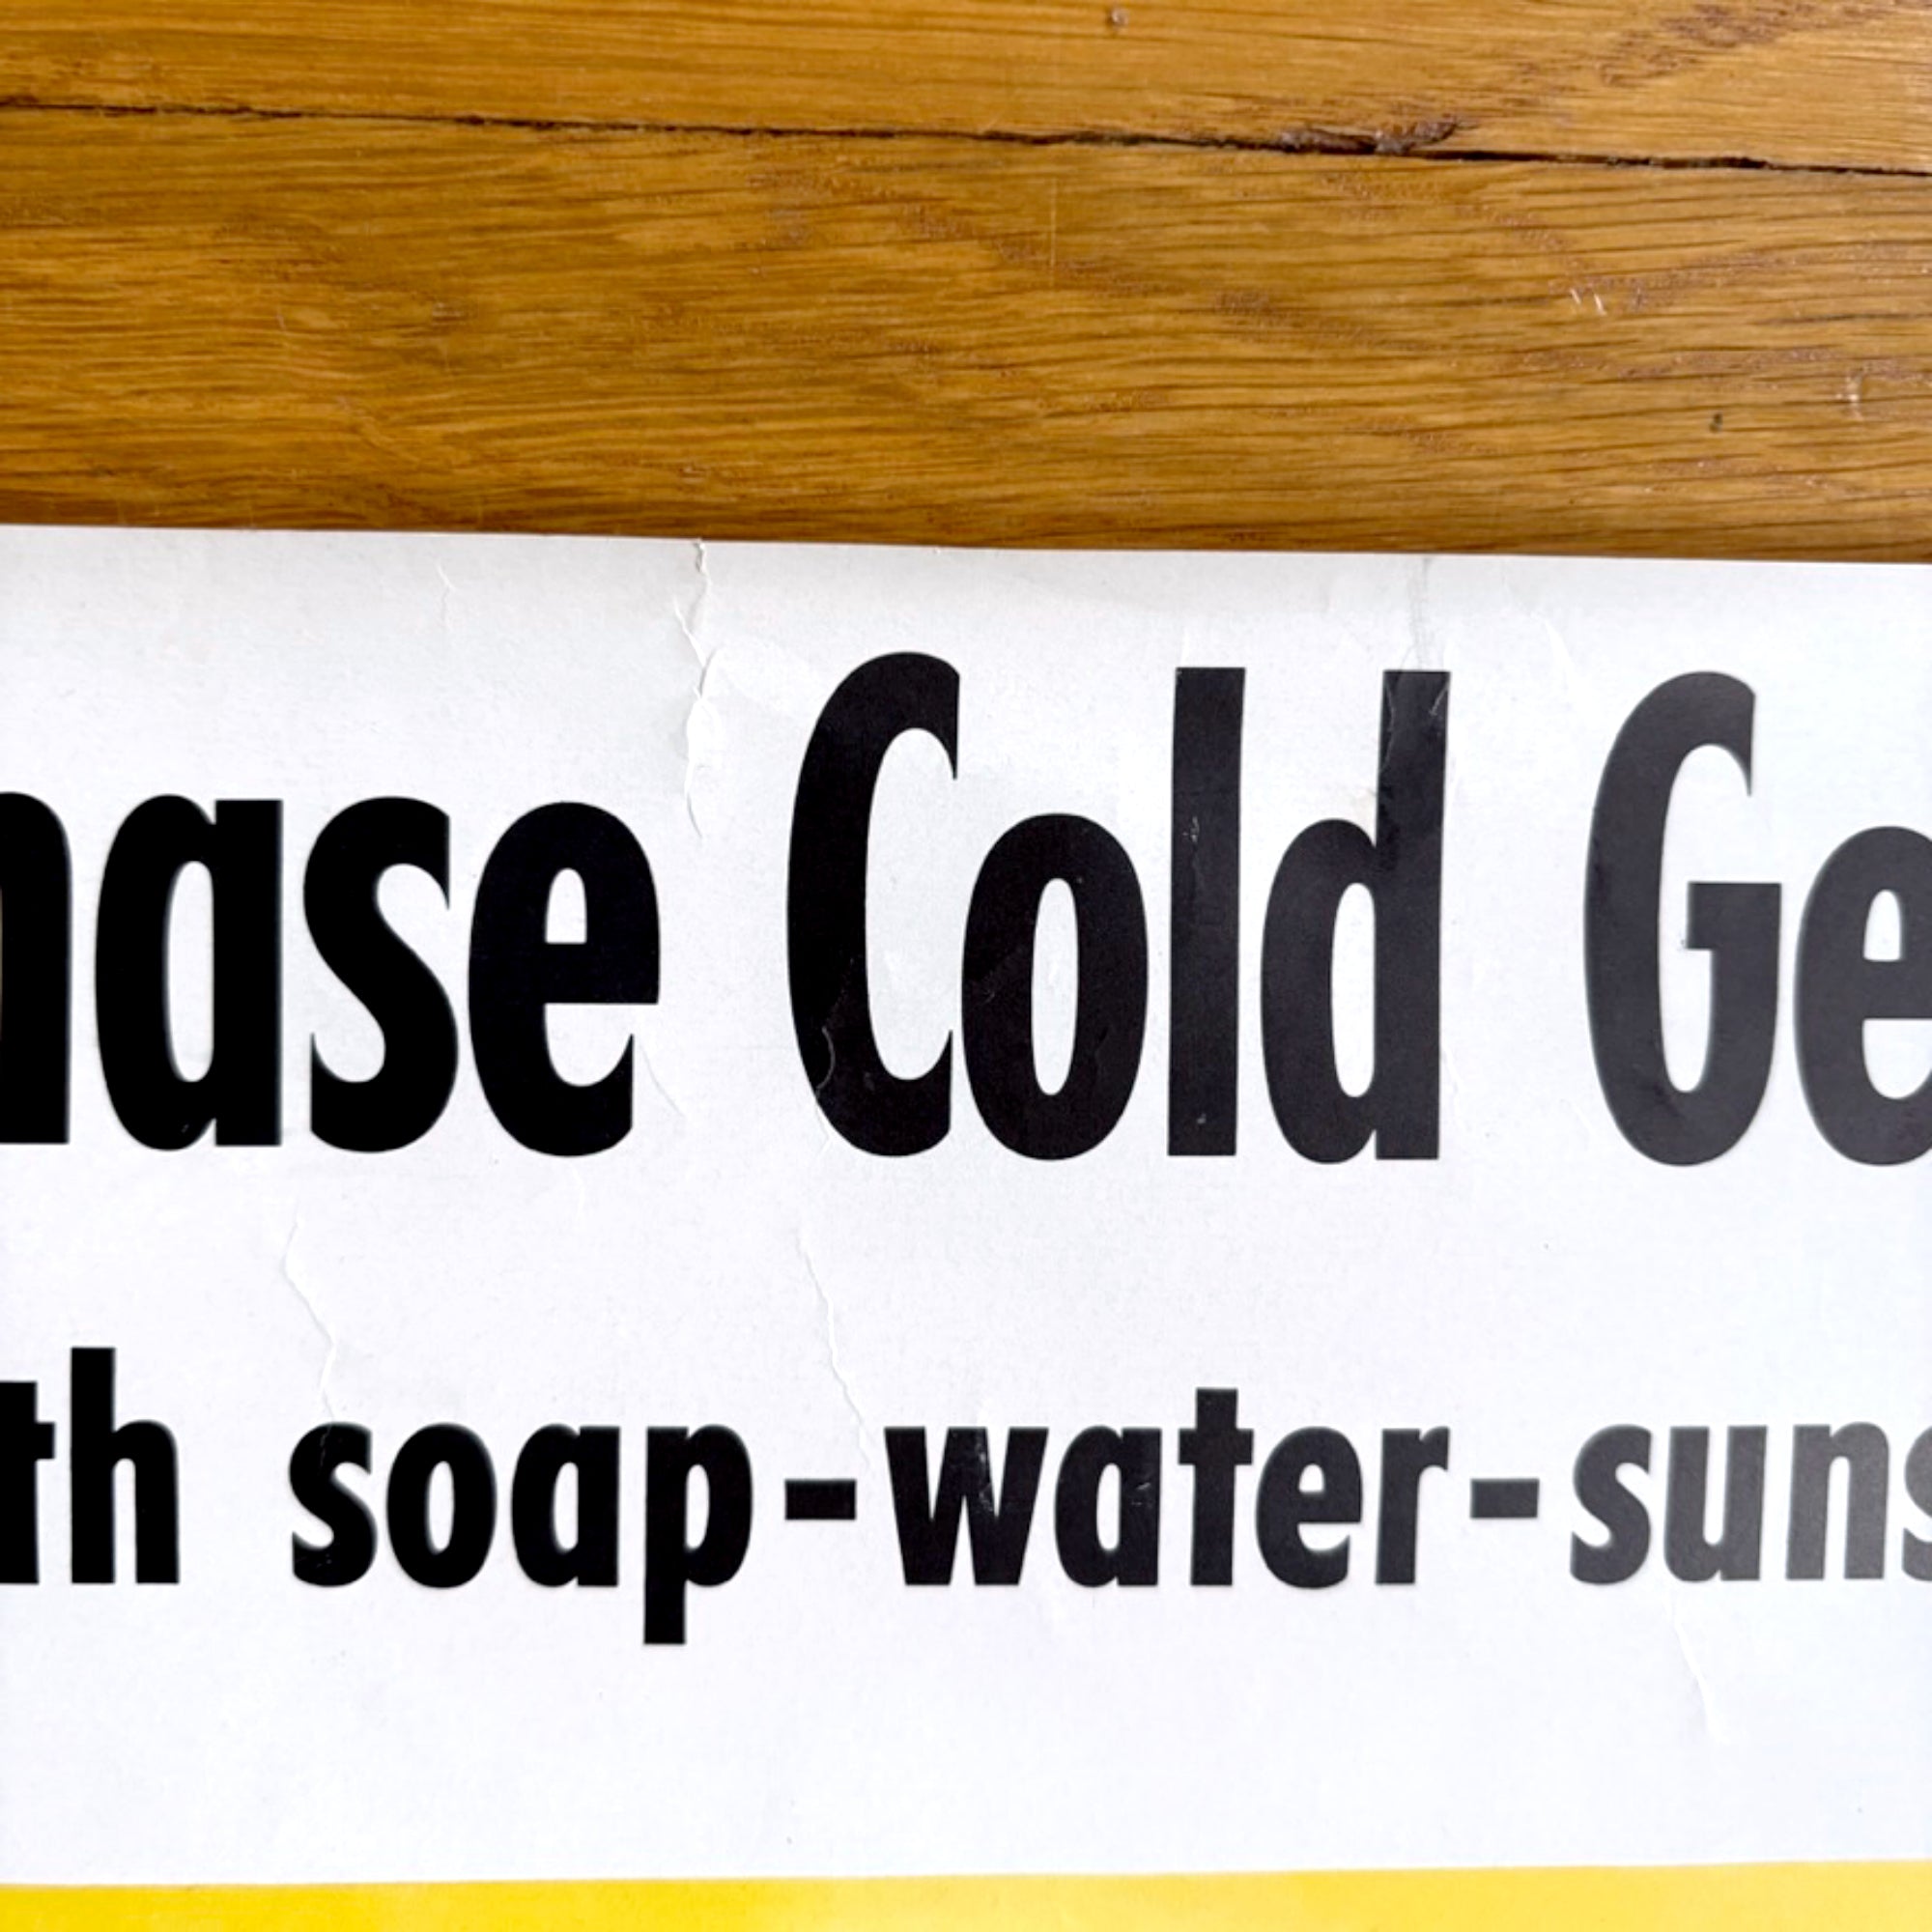 hase Cold Ge
th soap-water-suns